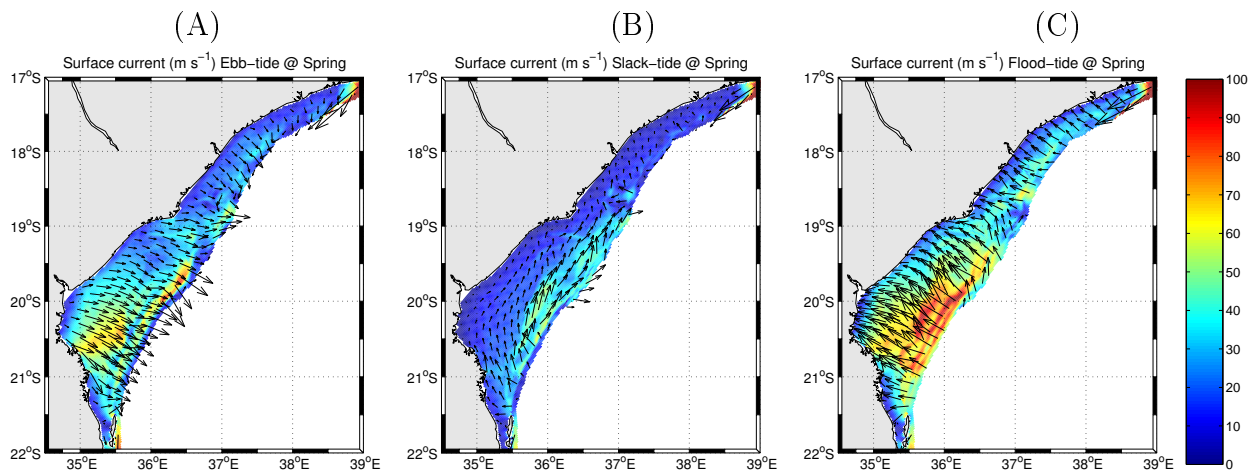 (A) (B) (C)
Surface current (m s⁻¹) Ebb−tide @ Spring
Surface current (m s⁻¹) Slack−tide @ Spring
Surface current (m s⁻¹) Flood−tide @ Spring
17°S
18°S
19°S
20°S
21°S
22°S
35°E 36°E 37°E 38°E 39°E
17°S
18°S
19°S
20°S
21°S
22°S
35°E 36°E 37°E 38°E 39°E
17°S
18°S
19°S
20°S
21°S
22°S
35°E 36°E 37°E 38°E 39°E
100
90
80
70
60
50
40
30
20
10
0